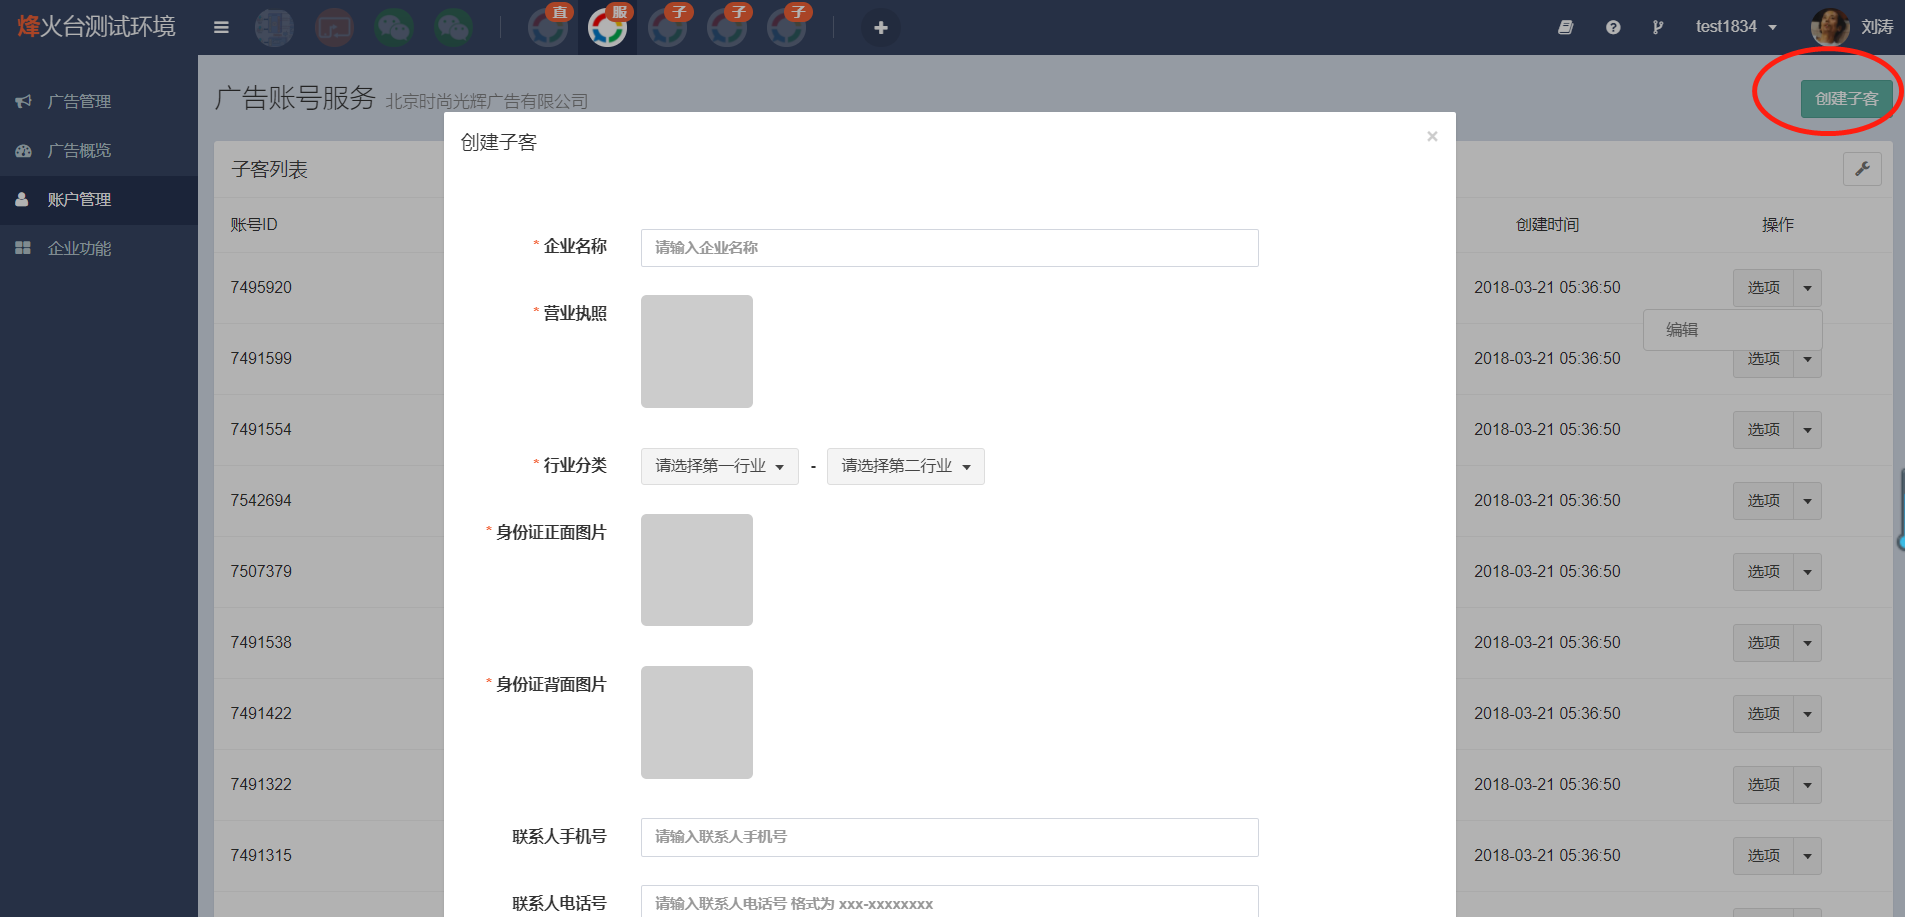 烽火台测试环境
直
服
子
子
子
test1834
刘涛
广告管理
广告概览
账户管理
企业功能
广告账号服务 北京时尚光辉广告有限公司
创建子客
子客列表
账号ID
创建时间
操作
7495920
2018-03-21 05:36:50
选项
编辑
7491599
2018-03-21 05:36:50
选项
7491554
2018-03-21 05:36:50
选项
7542694
2018-03-21 05:36:50
选项
7507379
2018-03-21 05:36:50
选项
7491538
2018-03-21 05:36:50
选项
7491422
2018-03-21 05:36:50
选项
7491322
2018-03-21 05:36:50
选项
7491315
2018-03-21 05:36:50
选项
创建子客
×
* 企业名称
请输入企业名称
* 营业执照
* 行业分类
请选择第一行业 - 请选择第二行业
* 身份证正面图片
* 身份证背面图片
联系人手机号
请输入联系人手机号
联系人电话号
请输入联系人电话号 格式为 xxx-xxxxxxxx